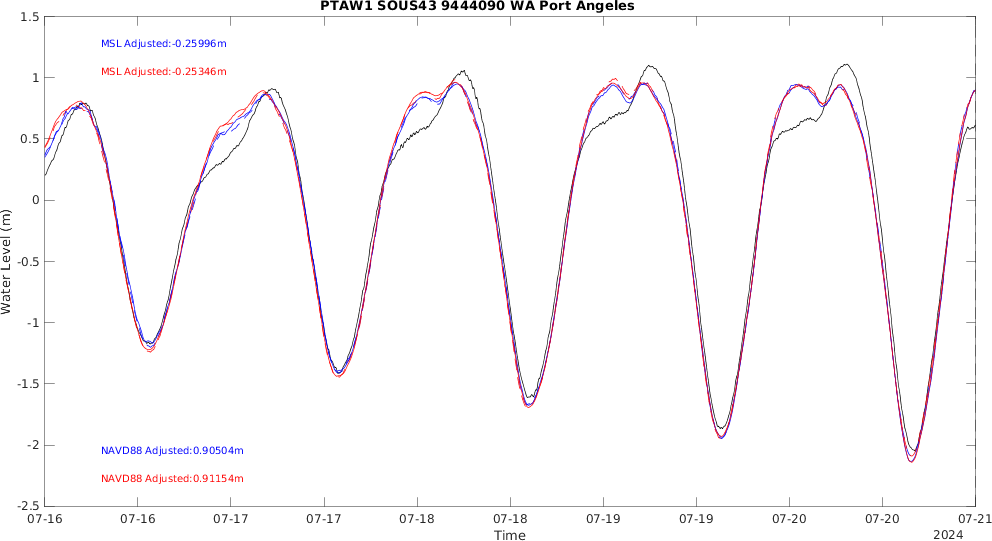 PTAW1 SOUS43 9444090 WA Port Angeles
1.5
1
0.5
0
-0.5
-1
-1.5
-2
-2.5
Water Level (m)
MSL Adjusted:-0.25996m
MSL Adjusted:-0.25346m
NAVD88 Adjusted:0.90504m
NAVD88 Adjusted:0.91154m
07-16 07-16 07-17 07-17 07-18 07-18 07-19 07-19 07-20 07-20 07-21
Time
2024